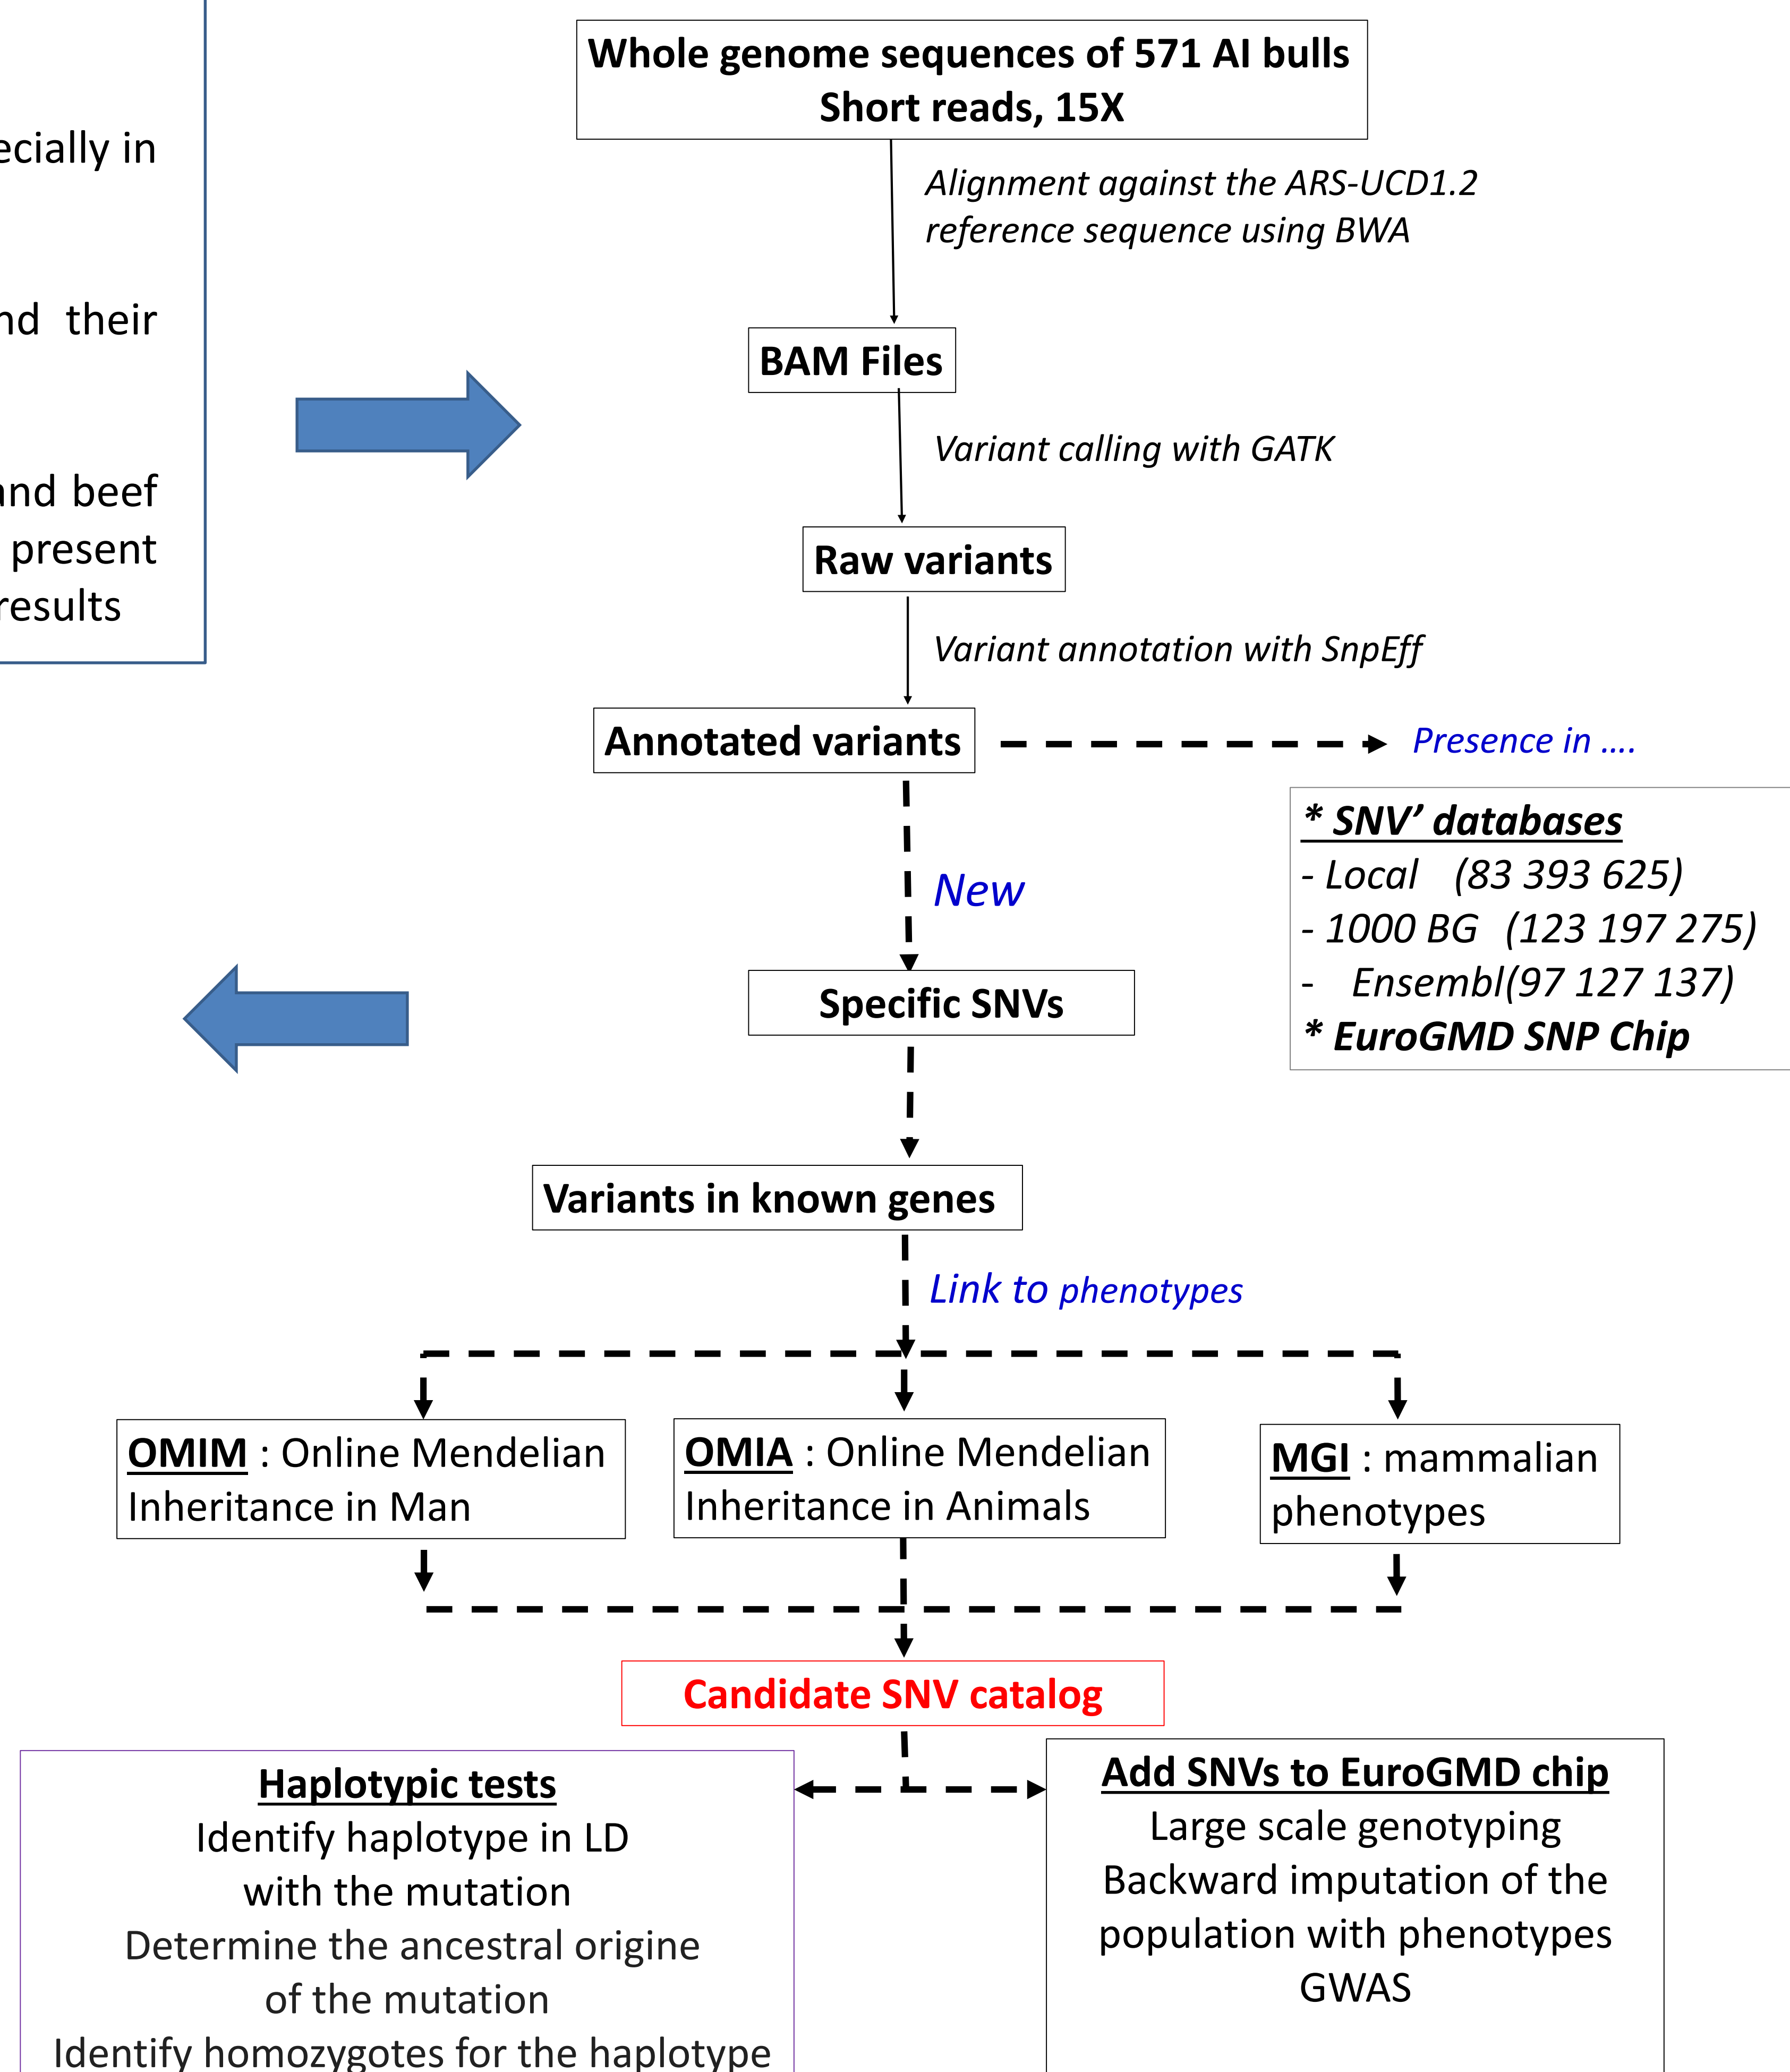 ecially in
nd their
and beef
present
results
Whole genome sequences of 571 AI bulls
Short reads, 15X
Alignment against the ARS-UCD1.2
reference sequence using BWA
BAM Files
Variant calling with GATK
Raw variants
Variant annotation with SnpEff
Annotated variants
Presence in ....
* SNV’ databases
- Local (83 393 625)
- 1000 BG (123 197 275)
- Ensembl(97 127 137)
* EuroGMD SNP Chip
New
Specific SNVs
Variants in known genes
Link to phenotypes
OMIM : Online Mendelian
Inheritance in Man
OMIA : Online Mendelian
Inheritance in Animals
MGI : mammalian
phenotypes
Candidate SNV catalog
Haplotypic tests
Identify haplotype in LD
with the mutation
Determine the ancestral origine
of the mutation
Identify homozygotes for the haplotype
Add SNVs to EuroGMD chip
Large scale genotyping
Backward imputation of the
population with phenotypes
GWAS